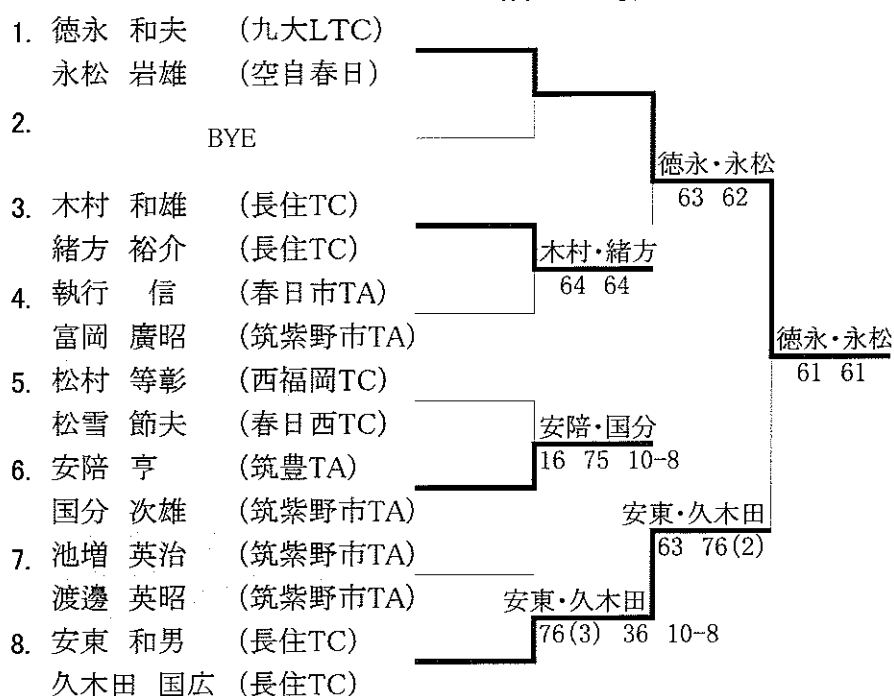 1. 徳永 和夫 (九大LTC)
永松 岩雄 (空自春日)
2. BYE
徳永・永松
63 62
3. 木村 和雄 (長住TC)
緒方 裕介 (長住TC)
木村・緒方
64 64
4. 執行 信 (春日市TA)
富岡 廣昭 (筑紫野市TA)
徳永・永松
61 61
5. 松村 等彰 (西福岡TC)
松雪 節夫 (春日西TC)
安陪・国分
16 75 10-8
6. 安陪 亨 (筑豊TA)
国分 次雄 (筑紫野市TA)
安東・久木田
63 76(2)
7. 池増 英治 (筑紫野市TA)
渡邊 英昭 (筑紫野市TA)
安東・久木田
76(3) 36 10-8
8. 安東 和男 (長住TC)
久木田 国広 (長住TC)